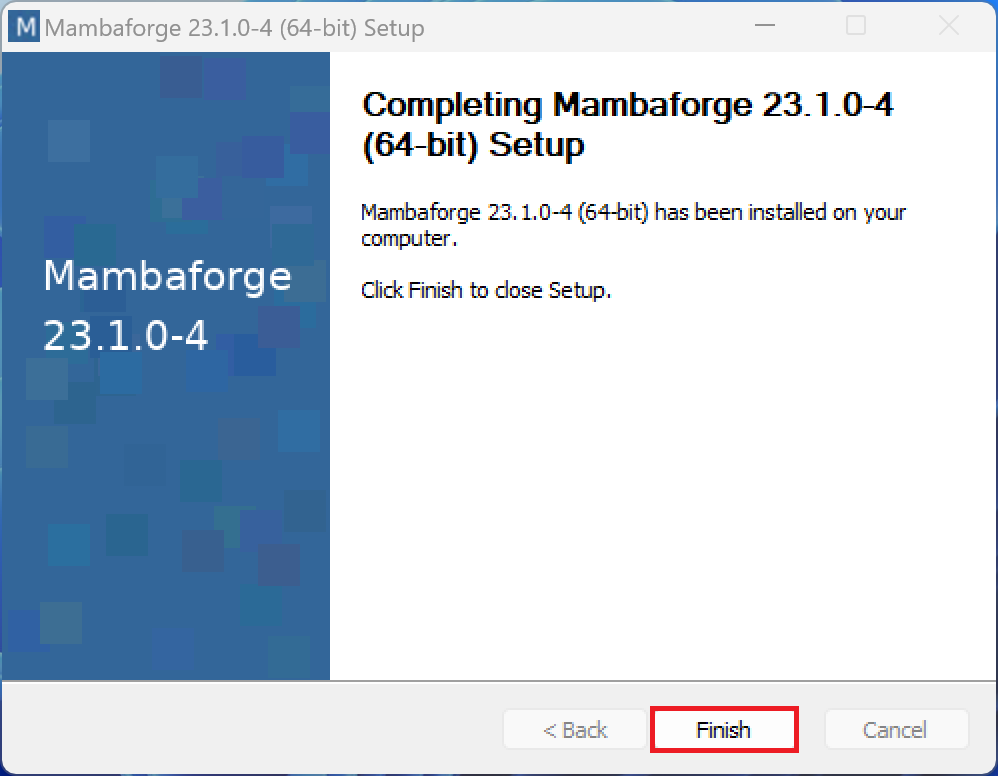 M Mambaforge 23.1.0-4 (64-bit) Setup
Mambaforge
23.1.0-4
Completing Mambaforge 23.1.0-4
(64-bit) Setup
Mambaforge 23.1.0-4 (64-bit) has been installed on your
computer.
Click Finish to close Setup.
< Back Finish Cancel